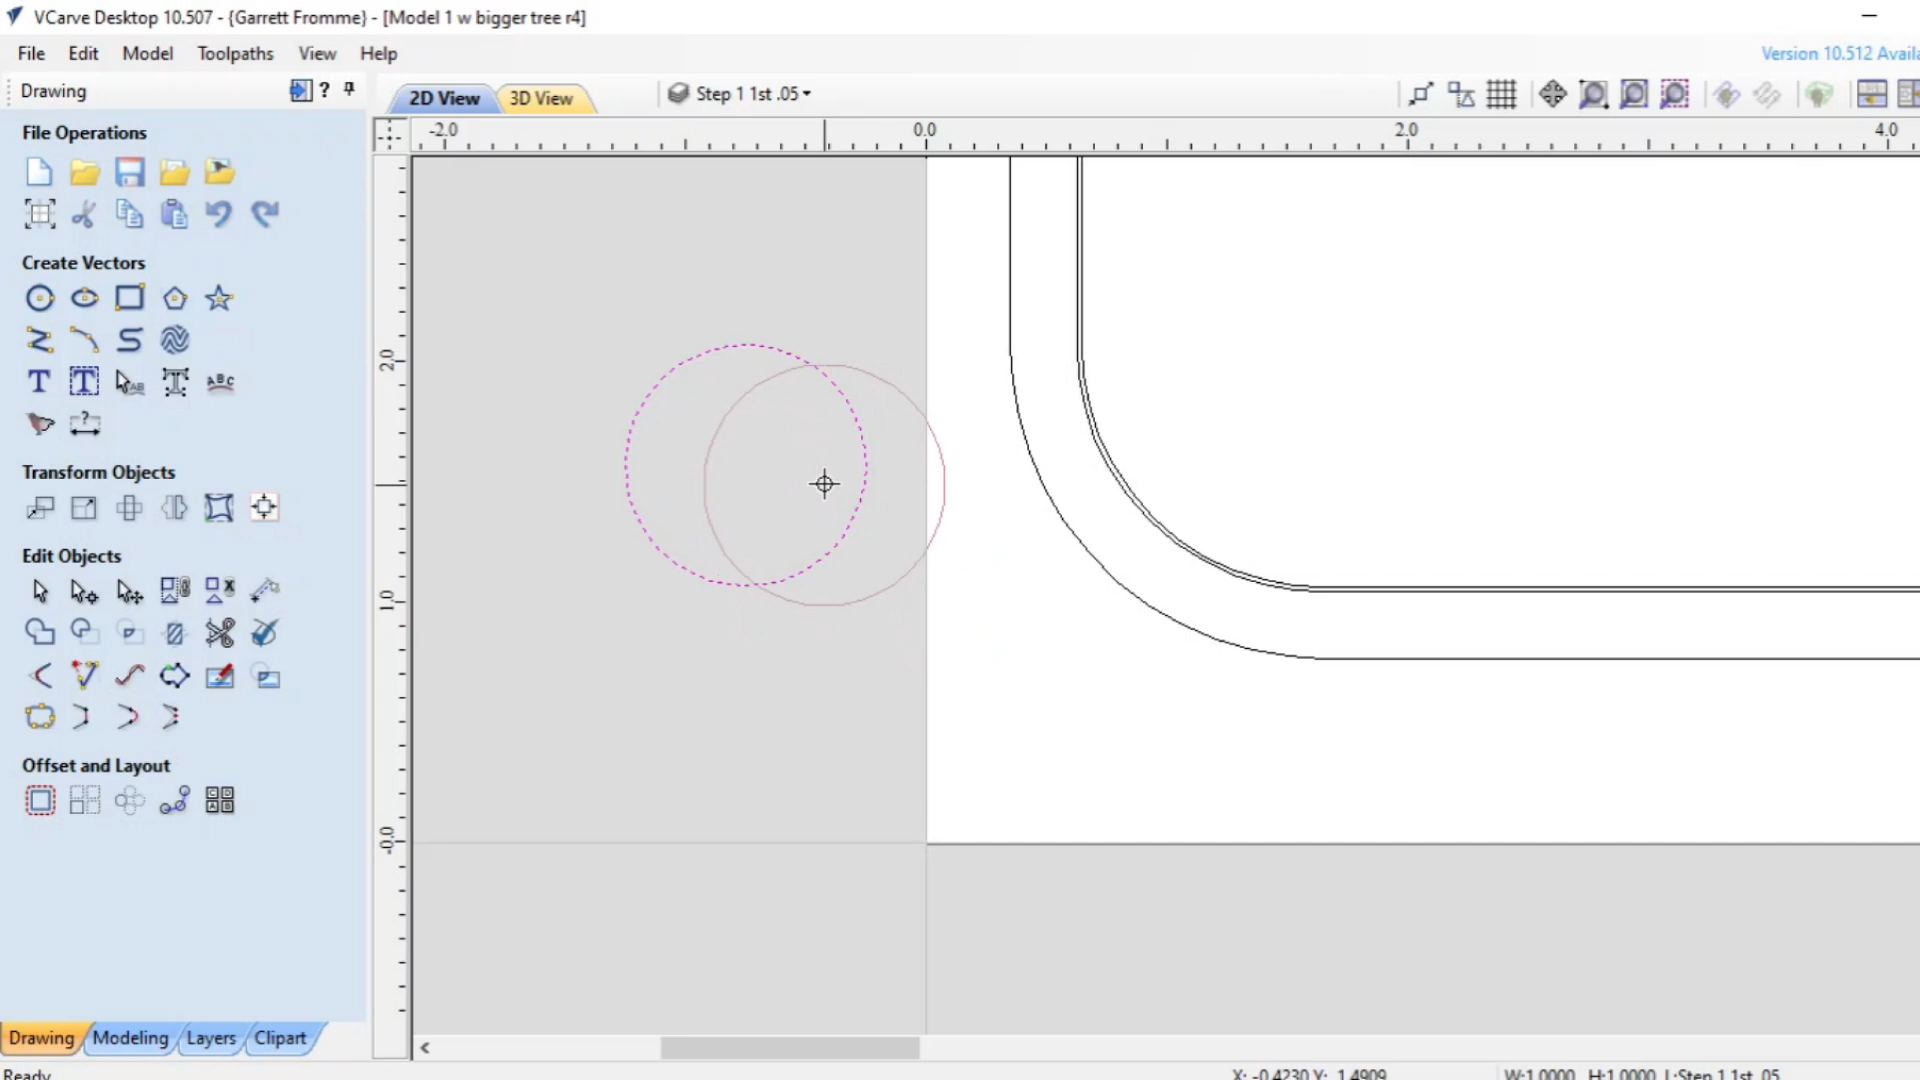 VCarve Desktop 10.507 - {Garrett Fromme} - [Model 1 w bigger tree r4]
File Edit Model Toolpaths View Help
Version 10.512 Availa
Drawing
?
2D View 3D View Step 1 1st .05
-2.0 0.0 2.0 4.0
File Operations
Create Vectors
T T AB T ABC
?
2.0
Transform Objects
Edit Objects
1.0
Offset and Layout
-0.0
Drawing Modeling Layers Clipart
Ready X: -0.4230 Y: 1.4909 W:1.0000 H:1.0000 L:Step 1 1st .05